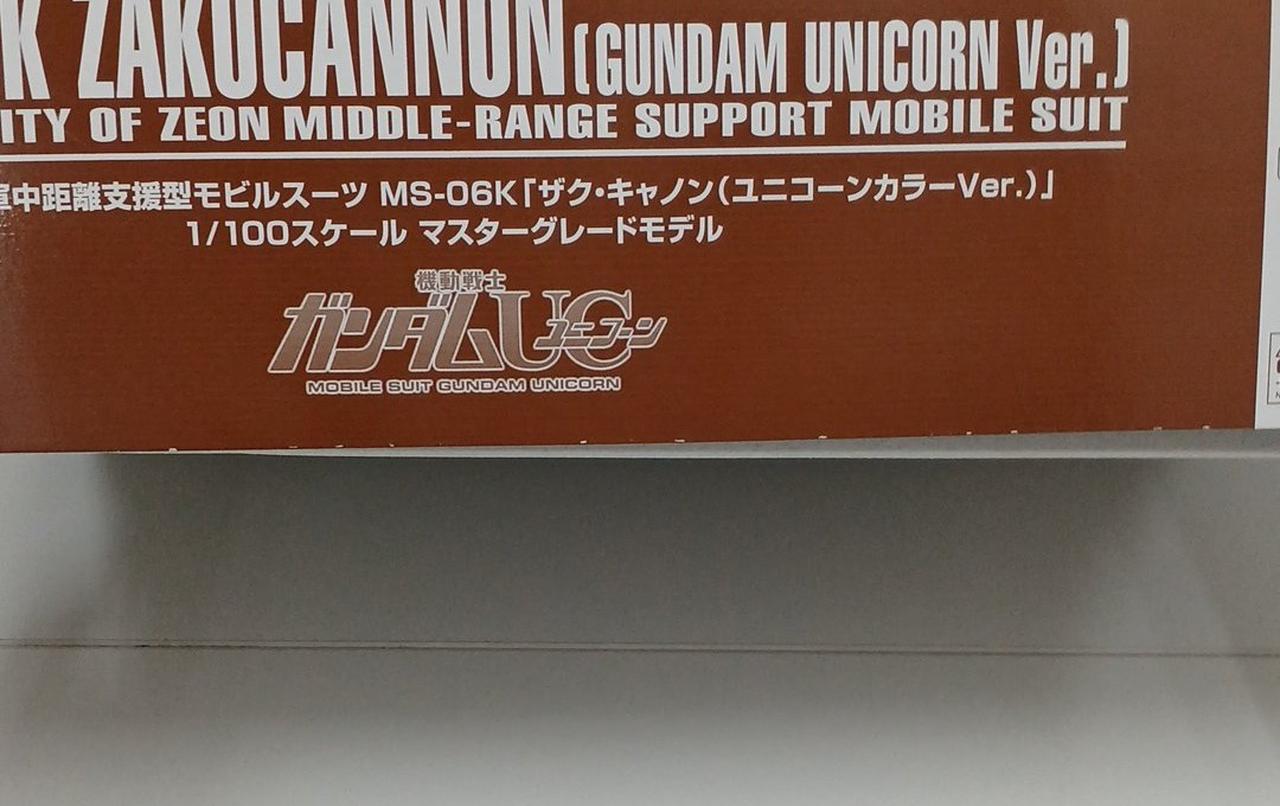 K ZAKUCANNON [GUNDAM UNICORN Ver.]
ITY OF ZEON MIDDLE-RANGE SUPPORT MOBILE SUIT
軍中距離支援型モビルスーツ MS-06K「ザク・キャノン（ユニコーンカラーVer.）」
1/100スケール マスターグレードモデル
機動戦士
ガンダムUC
ユニコーン
MOBILE SUIT GUNDAM UNICORN